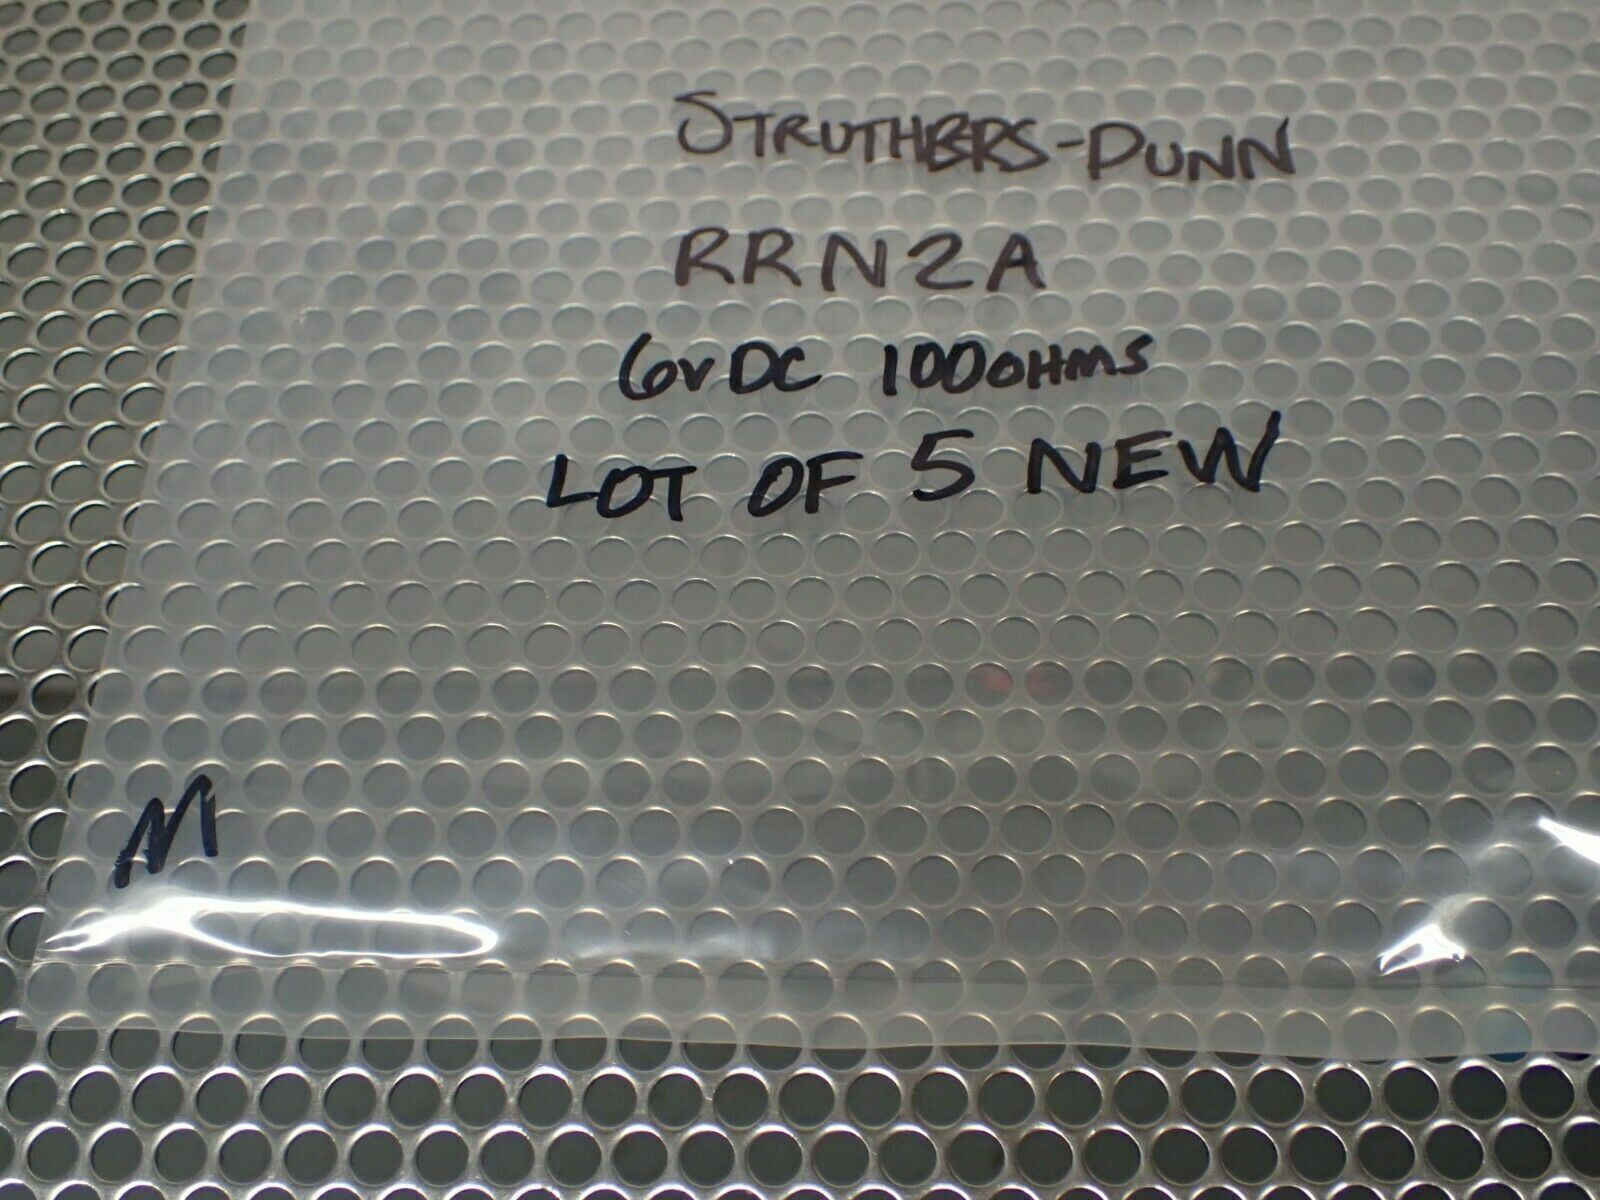 STRUTHERS-DUNN
RRN2A
6VDC 100OHMS
LOT OF 5 NEW
M